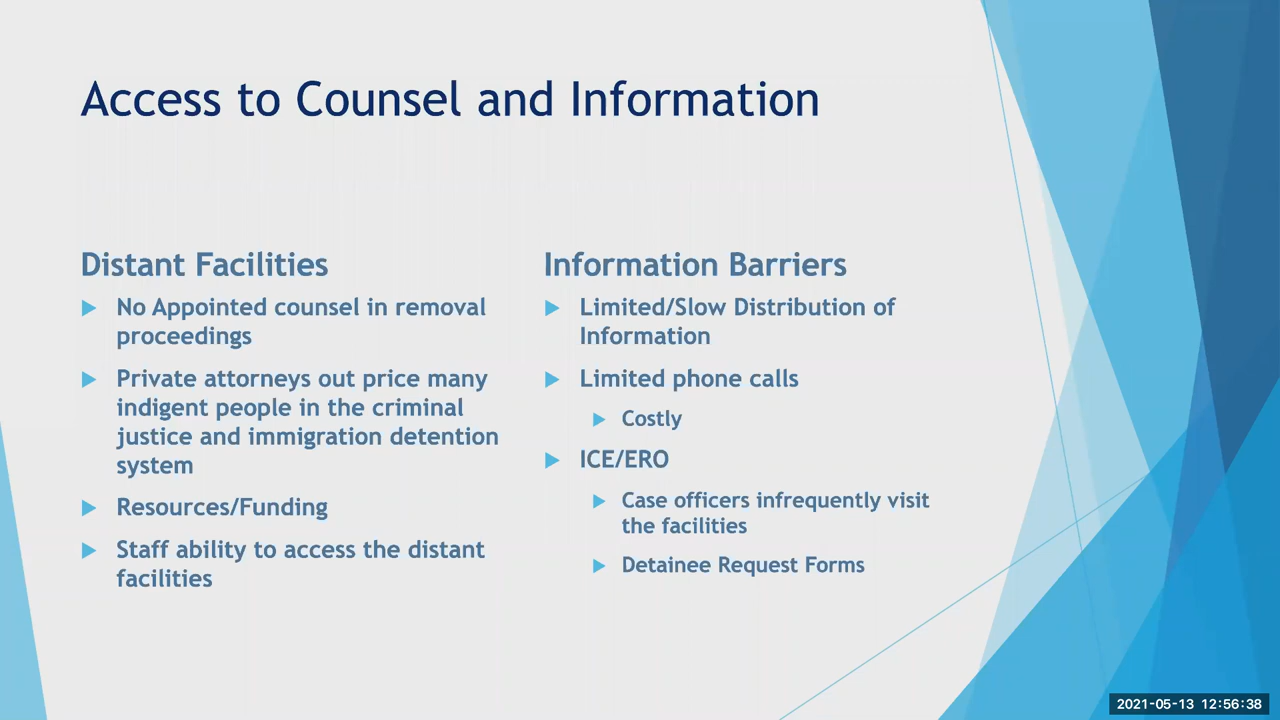 Access to Counsel and Information
Distant Facilities
No Appointed counsel in removal
proceedings
Private attorneys out price many
indigent people in the criminal
justice and immigration detention
system
Resources/Funding
Staff ability to access the distant
facilities
Information Barriers
Limited/Slow Distribution of
Information
Limited phone calls
Costly
ICE/ERO
Case officers infrequently visit
the facilities
Detainee Request Forms
2021-05-13 12:56:38